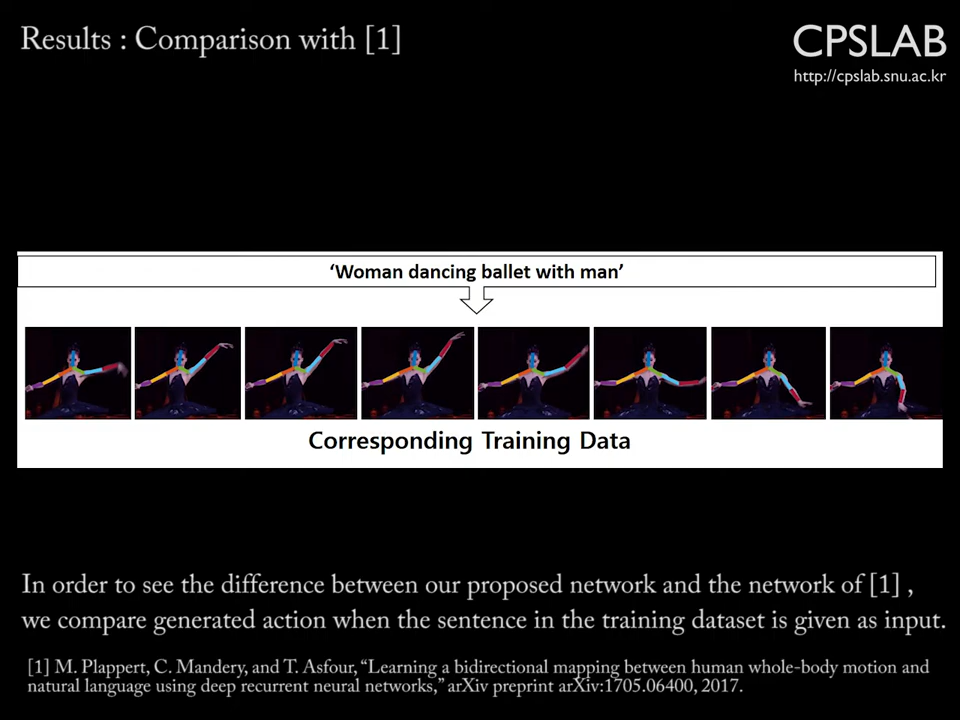 Results : Comparison with [1]
CPSLAB
http://cpslab.snu.ac.kr
‘Woman dancing ballet with man’
Corresponding Training Data
In order to see the difference between our proposed network and the network of [1] ,
we compare generated action when the sentence in the training dataset is given as input.
[1] M. Plappert, C. Mandery, and T. Asfour, “Learning a bidirectional mapping between human whole-body motion and
natural language using deep recurrent neural networks,” arXiv preprint arXiv:1705.06400, 2017.